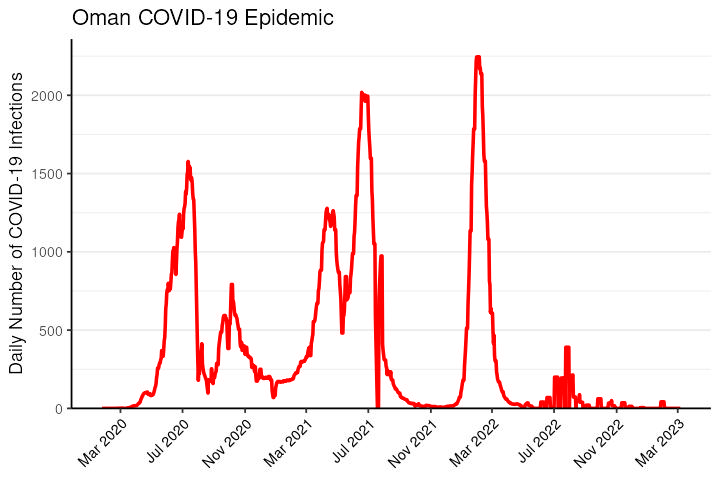 Oman COVID-19 Epidemic
Daily Number of COVID-19 Infections
2000
1500
1000
500
0
Mar 2020
Jul 2020
Nov 2020
Mar 2021
Jul 2021
Nov 2021
Mar 2022
Jul 2022
Nov 2022
Mar 2023